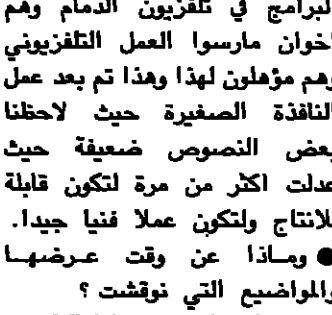 البرامج في تلفزيون الدمام وهم
اخوان مارسوا العمل التلفزيوني
وهم مؤهلون لهذا وهذا تم بعد عمل
النافذة الصغيرة حيث لاحظنا
بعض النصوص ضعيفة حيث
عدلت اكثر من مرة لتكون قابلة
للانتاج ولتكون عملا فنيا جيدا.
● وماذا عن وقت عرضها
والمواضيع التي نوقشت ؟